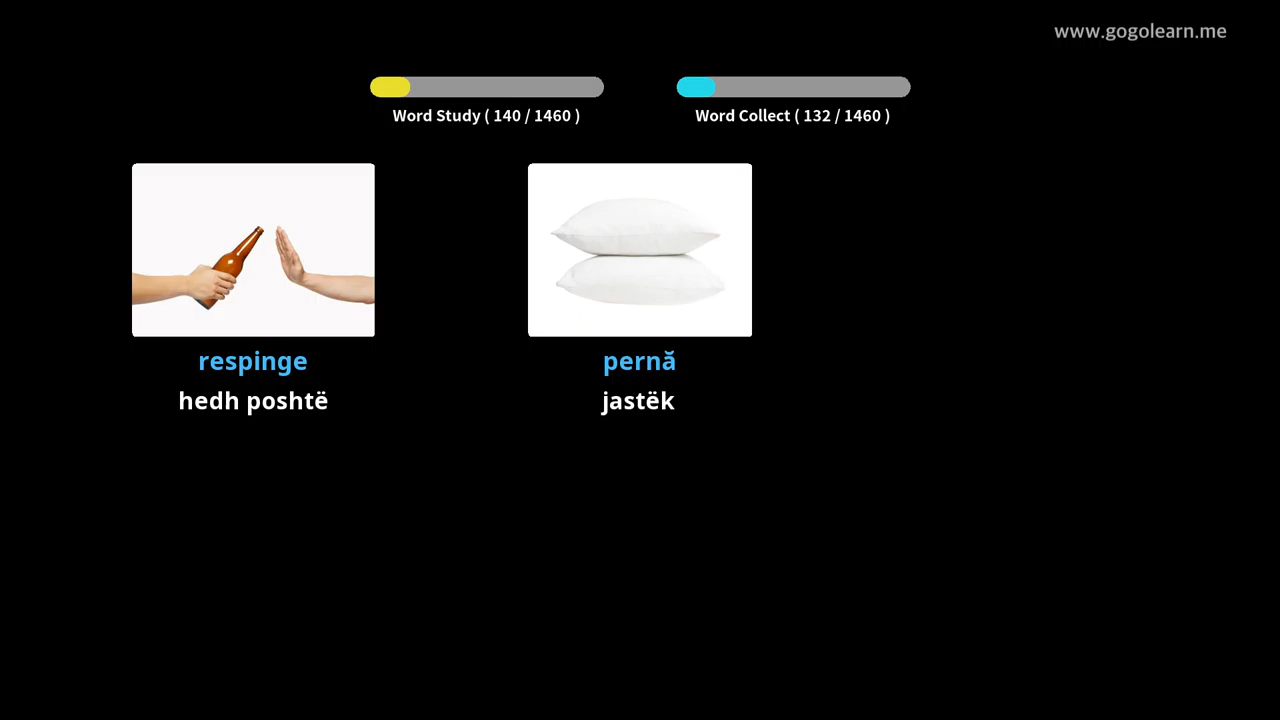 www.gogolearn.me
Word Study ( 140 / 1460 )
Word Collect ( 132 / 1460 )
respinge
hedh poshtë
pernă
jastëk